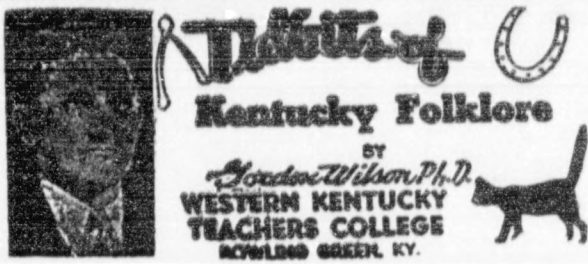 Tidbits of
Kentucky Folklore
BY
Gordon Wilson Ph.D.
WESTERN KENTUCKY
TEACHERS COLLEGE
BOWLING GREEN, KY.